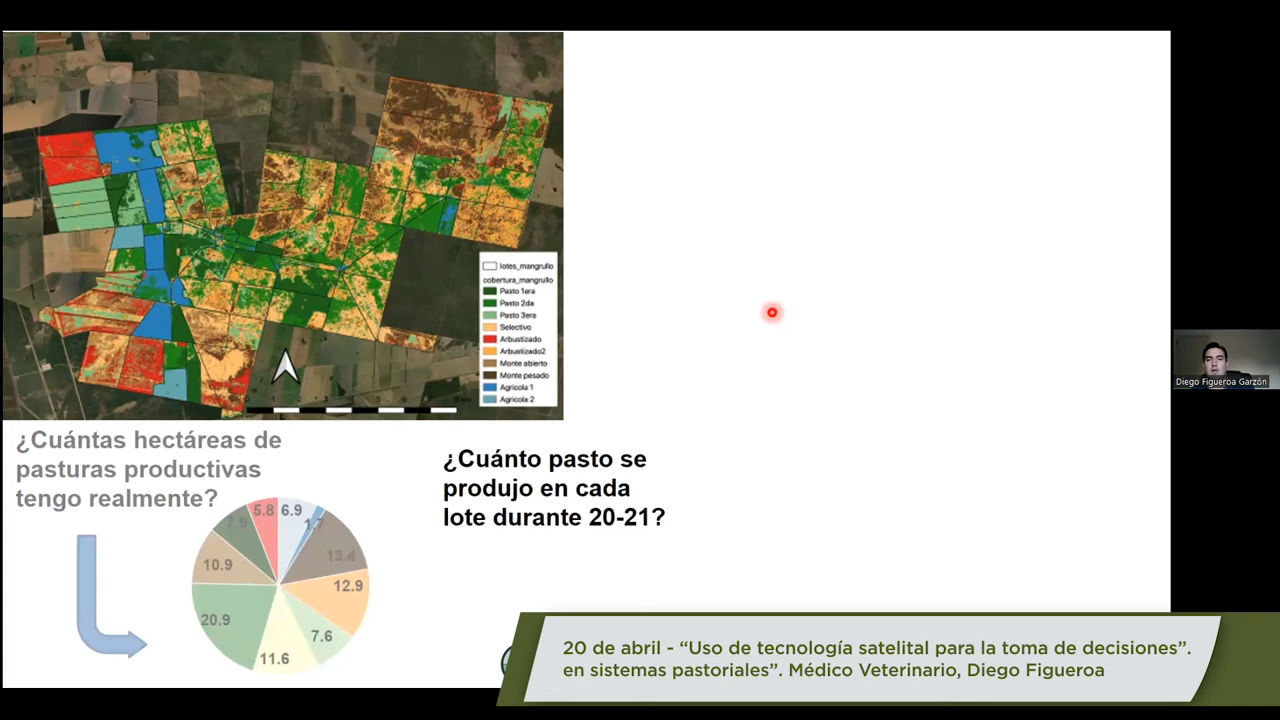 lotes_mangrullo
cobertura_mangrullo
Pasto 1era
Pasto 2da
Pasto 3era
Selectivo
Arbustizado
Arbustizado2
Monte abierto
Monte pesado
Agrícola 1
Agrícola 2
Diego Figueroa Garzón
¿Cuántas hectáreas de
pasturas productivas
tengo realmente?
¿Cuánto pasto se
produjo en cada
lote durante 20-21?
5.8
6.9
13.4
10.9
12.9
20.9
7.6
11.6
20 de abril - “Uso de tecnología satelital para la toma de decisiones”.
en sistemas pastoriales”. Médico Veterinario, Diego Figueroa